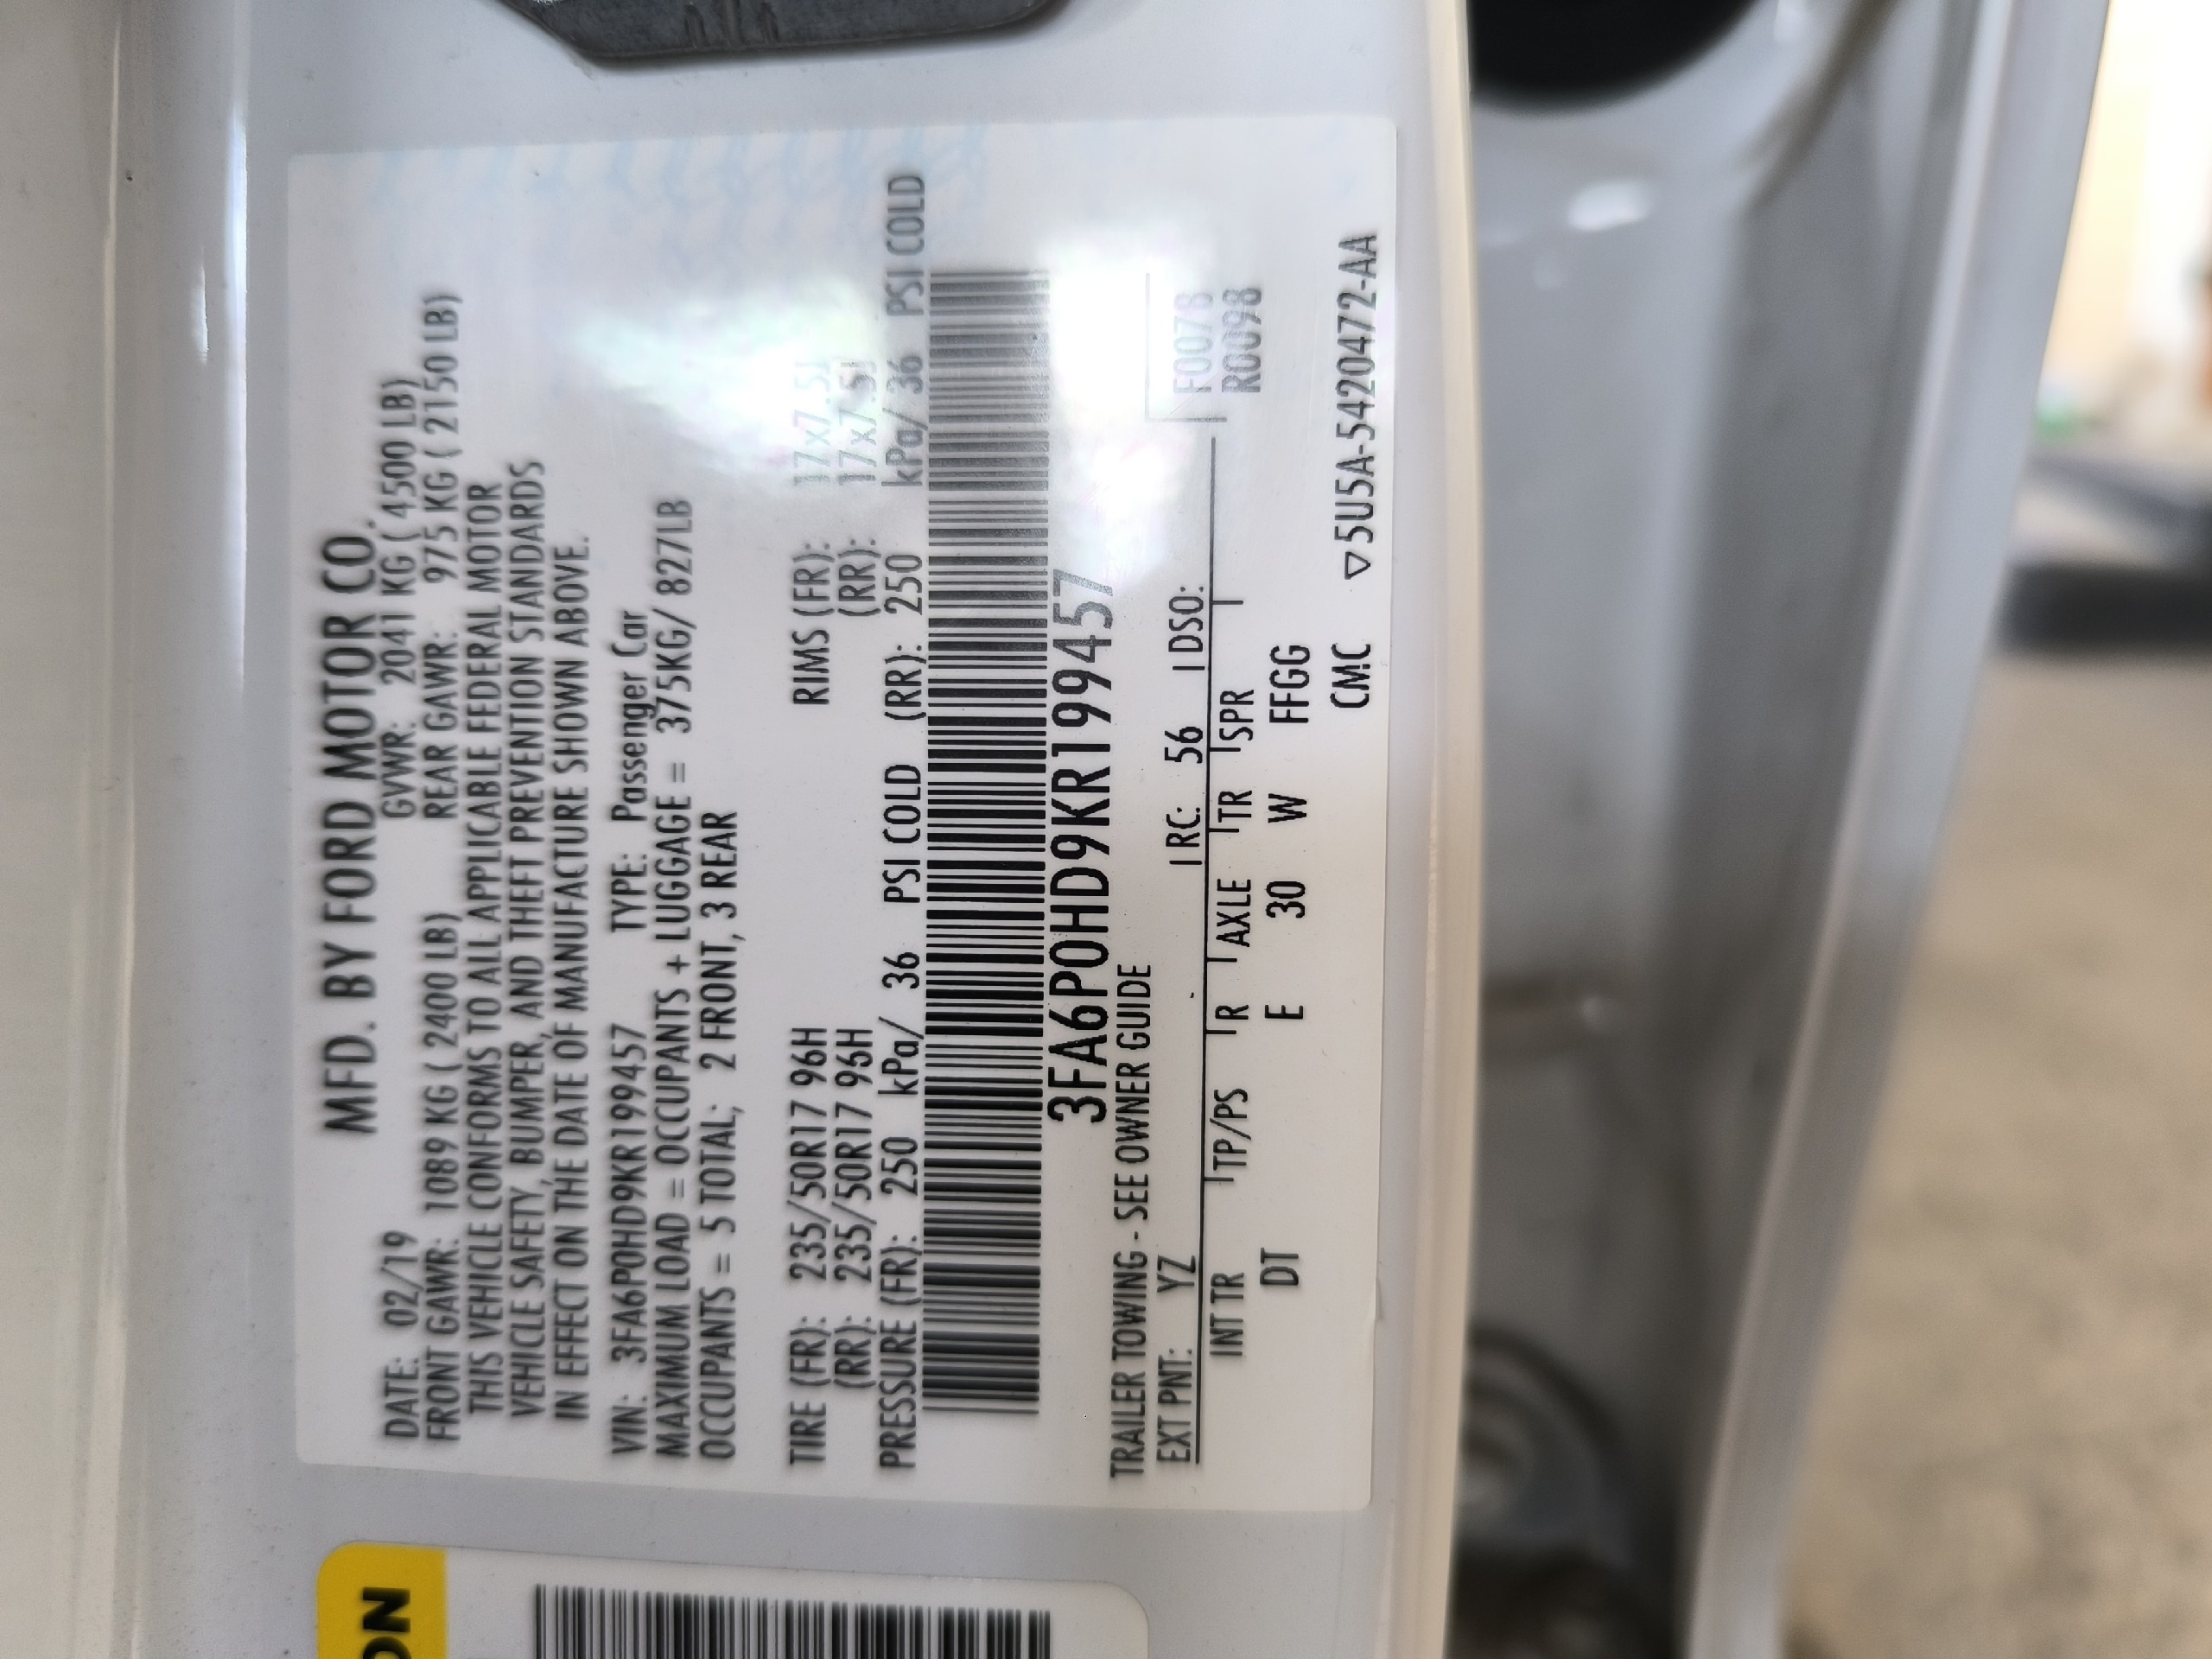 MFD. BY FORD MOTOR CO.
DATE: 02/19 GVWR: 2041 KG ( 4500 LB)
FRONT GAWR: 1089 KG ( 2400 LB) REAR GAWR: 975 KG ( 2150 LB)
THIS VEHICLE CONFORMS TO ALL APPLICABLE FEDERAL MOTOR
VEHICLE SAFETY, BUMPER, AND THEFT PREVENTION STANDARDS
IN EFFECT ON THE DATE OF MANUFACTURE SHOWN ABOVE.
VIN: 3FA6P0HD9KR199457 TYPE: Passenger Car
MAXIMUM LOAD = OCCUPANTS + LUGGAGE = 375KG/ 827LB
OCCUPANTS = 5 TOTAL; 2 FRONT, 3 REAR
TIRE (FR): 235/50R17 96H RIMS (FR): 17x7.5J
(RR): 235/50R17 96H (RR): 17x7.5J
PRESSURE (FR): 250 kPa/ 36 PSI COLD (RR): 250 kPa/ 36 PSI COLD
3FA6P0HD9KR199457
TRAILER TOWING - SEE OWNER GUIDE
EXT PNT: YZ RC: 56 DSO: F0078
INT TR TP/PS R AXLE TR SPR R0098
DT E 30 W FFGG
CMC ▽5U5A-5420472-AA